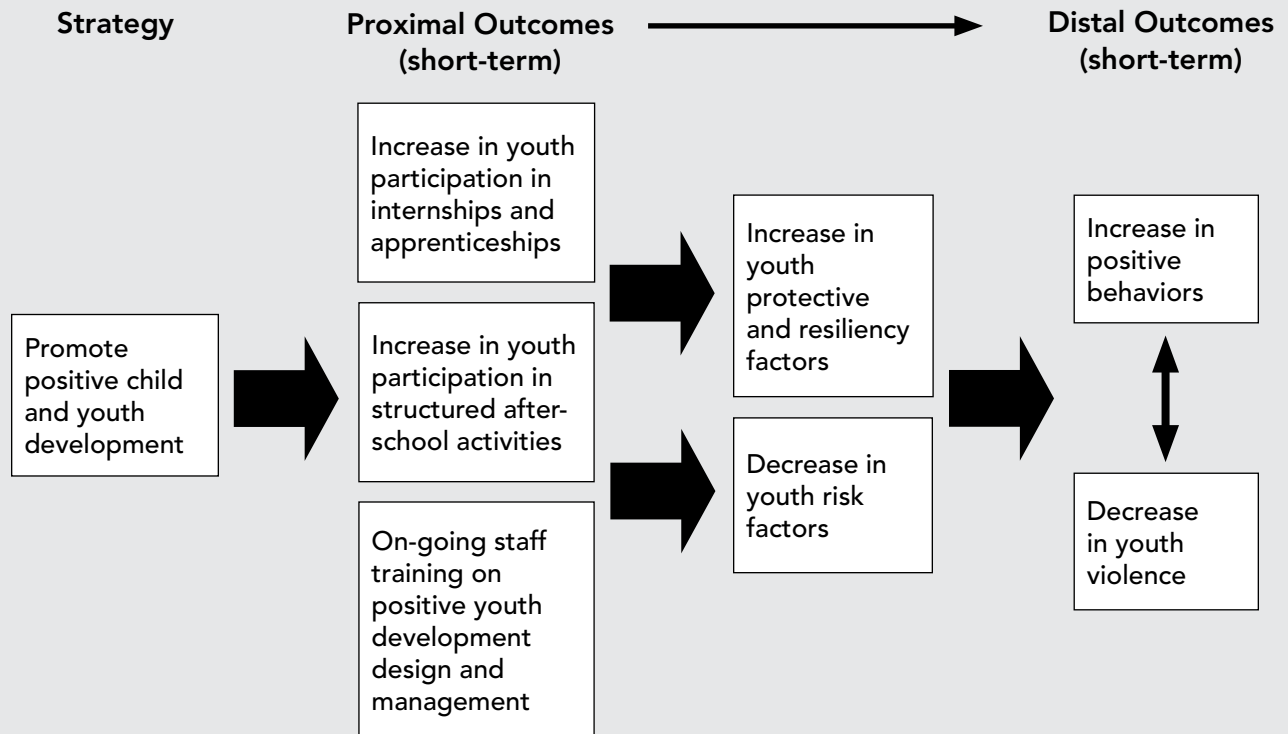 Strategy
Proximal Outcomes
(short-term)
Distal Outcomes
(short-term)
Promote
positive child
and youth
development
Increase in youth
participation in
internships and
apprenticeships
Increase in youth
participation in
structured after-
school activities
On-going staff
training on
positive youth
development
design and
management
Increase in
youth
protective
and resiliency
factors
Decrease in
youth risk
factors
Increase in
positive
behaviors
Decrease
in youth
violence